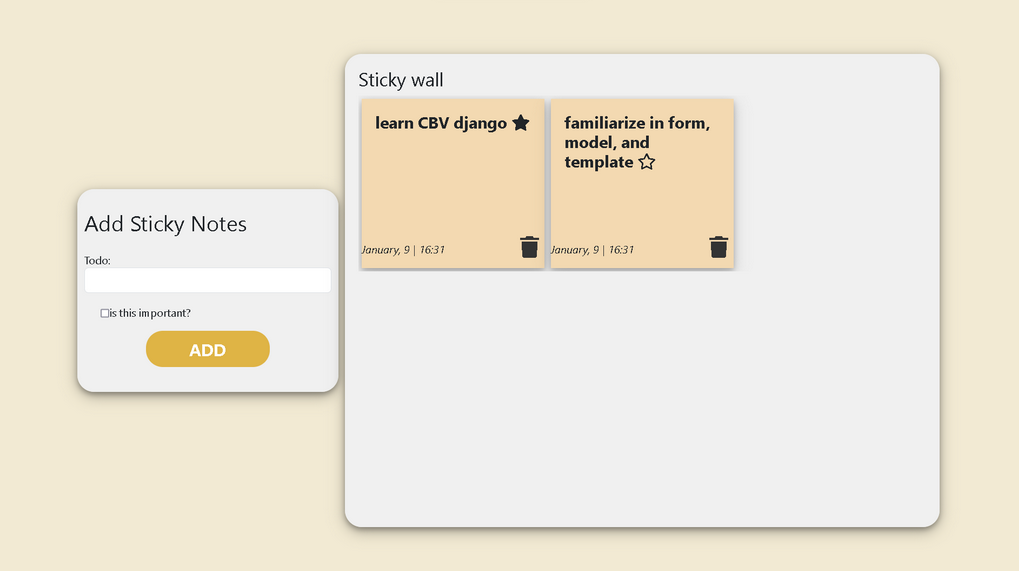 Sticky wall
learn CBV django
familiarize in form,
model, and
template
January, 9 | 16:31
January, 9 | 16:31
Add Sticky Notes
Todo:
is this important?
ADD